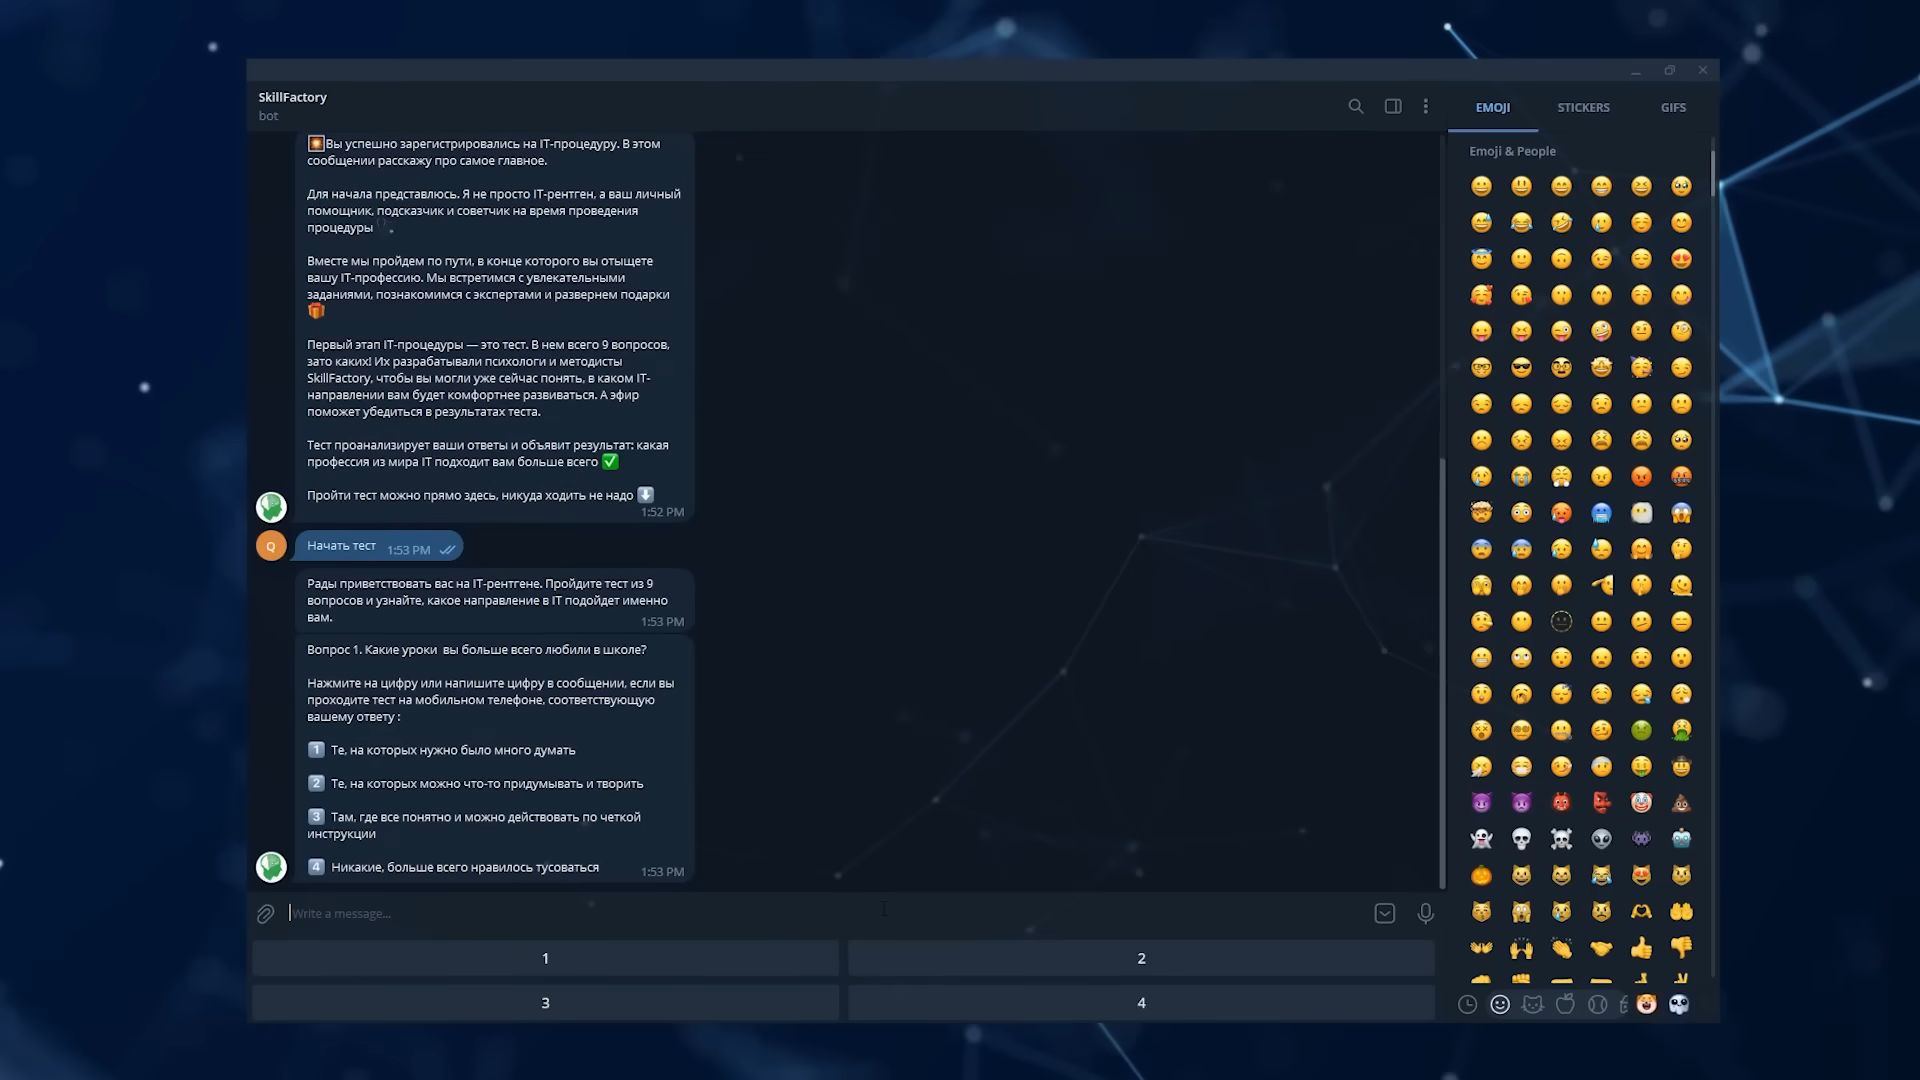 SkillFactory
bot
EMOJI
STICKERS
GIFS
Emoji & People
Вы успешно зарегистрировались на IT-процедуру. В этом
сообщении расскажу про самое главное.
Для начала представлюсь. Я не просто IT-рентген, а ваш личный
помощник, подсказчик и советчик на время проведения
процедуры
Вместе мы пройдем по пути, в конце которого вы отыщете
вашу IT-профессию. Мы встретимся с увлекательными
заданиями, познакомимся с экспертами и развернем подарки
🎁
Первый этап IT-процедуры — это тест. В нем всего 9 вопросов,
зато каких! Их разрабатывали психологи и методисты
SkillFactory, чтобы вы могли уже сейчас понять, в каком IT-
направлении вам будет комфортнее развиваться. А эфир
поможет убедиться в результатах теста.
Тест проанализирует ваши ответы и объявит результат: какая
профессия из мира IT подходит вам больше всего ✅
Пройти тест можно прямо здесь, никуда ходить не надо ⬇️
1:52 PM
Q
Начать тест 1:53 PM
Рады приветствовать вас на IT-рентгене. Пройдите тест из 9
вопросов и узнайте, какое направление в IT подойдет именно
вам.
1:53 PM
Вопрос 1. Какие уроки вы больше всего любили в школе?
Нажмите на цифру или напишите цифру в сообщении, если вы
проходите тест на мобильном телефоне, соответствующую
вашему ответу :
1 Те, на которых нужно было много думать
2 Те, на которых можно что-то придумывать и творить
3 Там, где все понятно и можно действовать по четкой
инструкции
4 Никакие, больше всего нравилось тусоваться 1:53 PM
Write a message...
1
2
3
4